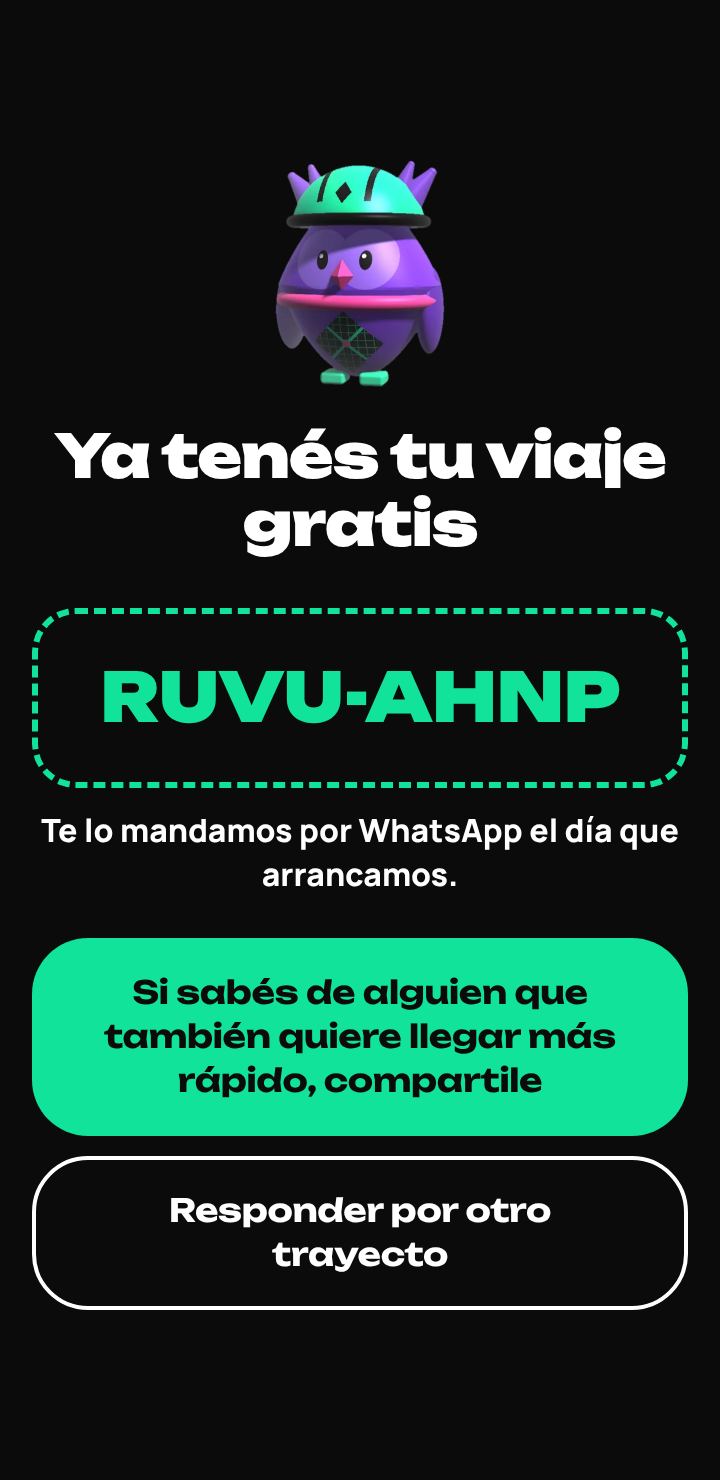 Ya tenés tu viaje
gratis
RUVU-AHNP
Te lo mandamos por WhatsApp el día que
arrancamos.
Si sabés de alguien que
también quiere llegar más
rápido, compartile
Responder por otro
trayecto